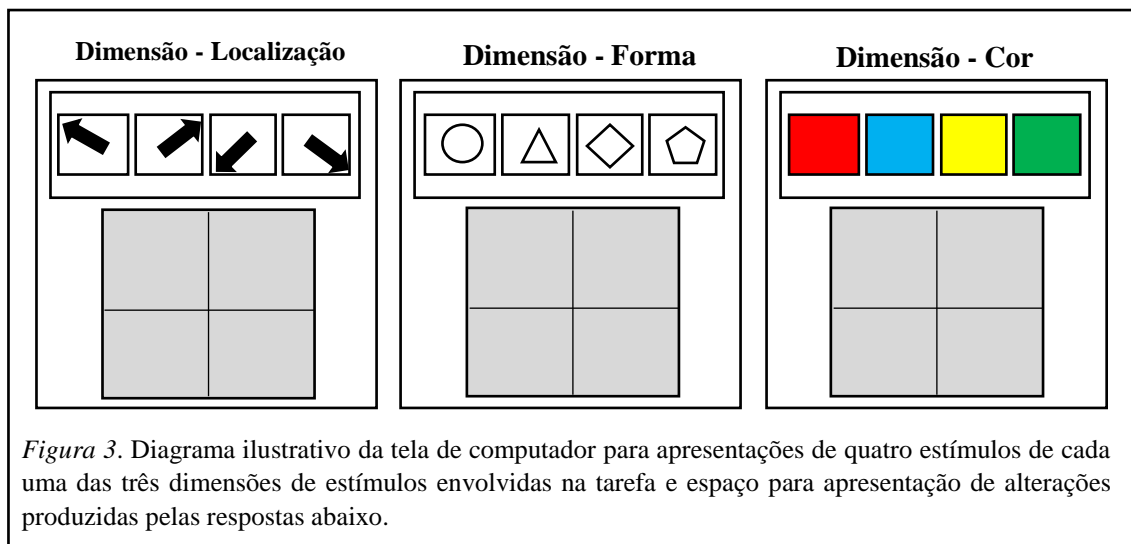 Dimensão - Localização
Dimensão - Forma
Dimensão - Cor
Figura 3. Diagrama ilustrativo da tela de computador para apresentações de quatro estímulos de cada
uma das três dimensões de estímulos envolvidas na tarefa e espaço para apresentação de alterações
produzidas pelas respostas abaixo.